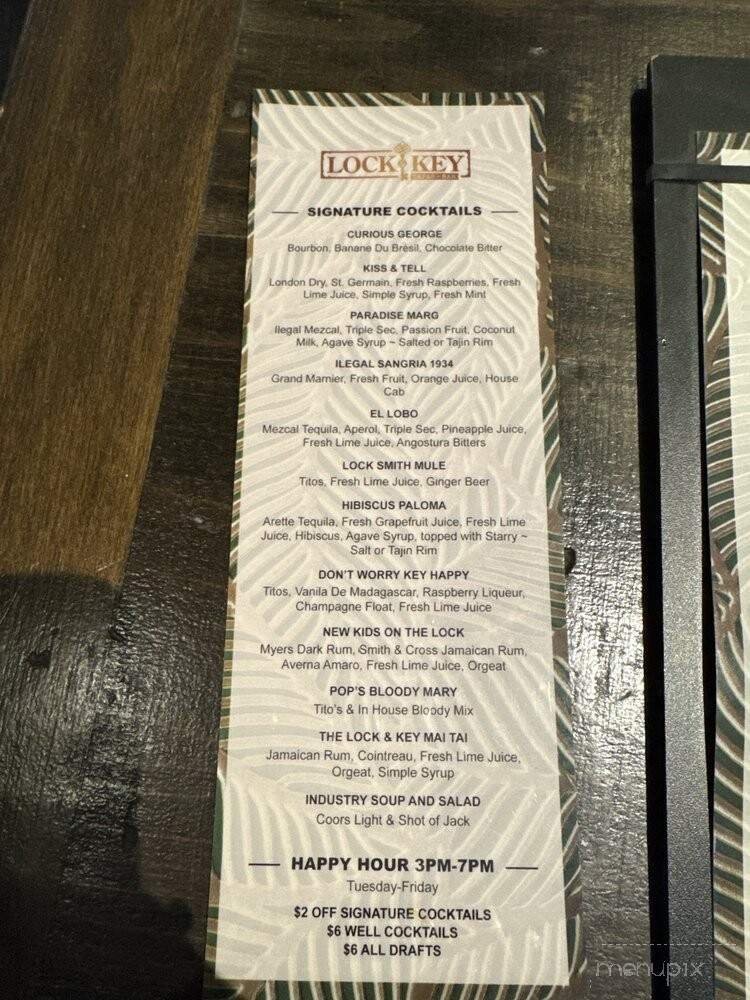 LOCK KEY
SIGNATURE COCKTAILS
CURIOUS GEORGE
Bourbon, Banane Du Brésil, Chocolate Bitter
KISS & TELL
London Dry, St. Germain, Fresh Raspberries, Fresh
Lime Juice, Simple Syrup, Fresh Mint
PARADISE MARG
Ilegal Mezcal, Triple Sec, Passion Fruit, Coconut
Milk, Agave Syrup ~ Salted or Tajin Rim
ILEGAL SANGRIA 1934
Grand Marnier, Fresh Fruit, Orange Juice, House
Cab
EL LOBO
Mezcal Tequila, Aperol, Triple Sec, Pineapple Juice,
Fresh Lime Juice, Angostura Bitters
LOCK SMITH MULE
Titos, Fresh Lime Juice, Ginger Beer
HIBISCUS PALOMA
Arette Tequila, Fresh Grapefruit Juice, Fresh Lime
Juice, Hibiscus, Agave Syrup, topped with Starry ~
Salt or Tajin Rim
DON'T WORRY KEY HAPPY
Titos, Vanila De Madagascar, Raspberry Liqueur,
Champagne Float, Fresh Lime Juice
NEW KIDS ON THE LOCK
Myers Dark Rum, Smith & Cross Jamaican Rum,
Averna Amaro, Fresh Lime Juice, Orgeat
POP'S BLOODY MARY
Tito's & In House Bloody Mix
THE LOCK & KEY MAI TAI
Jamaican Rum, Cointreau, Fresh Lime Juice,
Orgeat, Simple Syrup
INDUSTRY SOUP AND SALAD
Coors Light & Shot of Jack
HAPPY HOUR 3PM-7PM
Tuesday-Friday
$2 OFF SIGNATURE COCKTAILS
$6 WELL COCKTAILS
$6 ALL DRAFTS
menupix